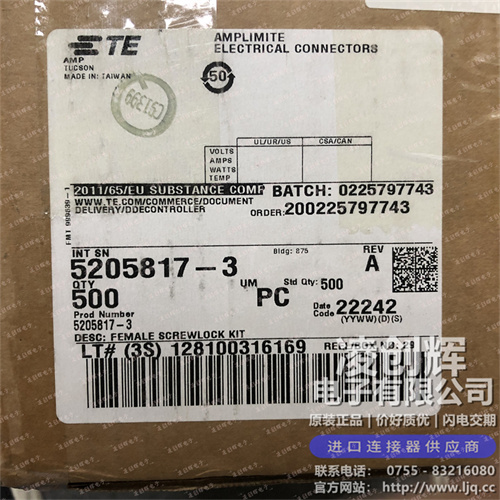 TE
AMP
TUCSON
MADE IN: TAIWAN
AMPLIMITE
ELECTRICAL CONNECTORS
50
UL/UR/US
CSA/CAN
VOLTS
AMPS
WATTS
TEMP
2011/65/EU SUBSTANCE COMP
WWW.TE.COMMERCE/DOCUMENT
DELIVERY/DDECONTROLLER
BATCH: 0225797743
ORDER: 200225797743
INT SN
5205817-3
Bldg: 875
REV
A
QTY
500
UM
PC
Std Qty: 500
Prod Number
5205817-3
Date
Code
22242
(YYWW)(D)(S)
DESC: FEMALE SCREWLOCK KIT
LT# (3S) 128100316169
凌创辉
电子有限公司
原装正品 | 价好质优 | 闪电交期
进口连接器供应商
联系电话： 0755 - 83216080
Http://www.ljq.cc